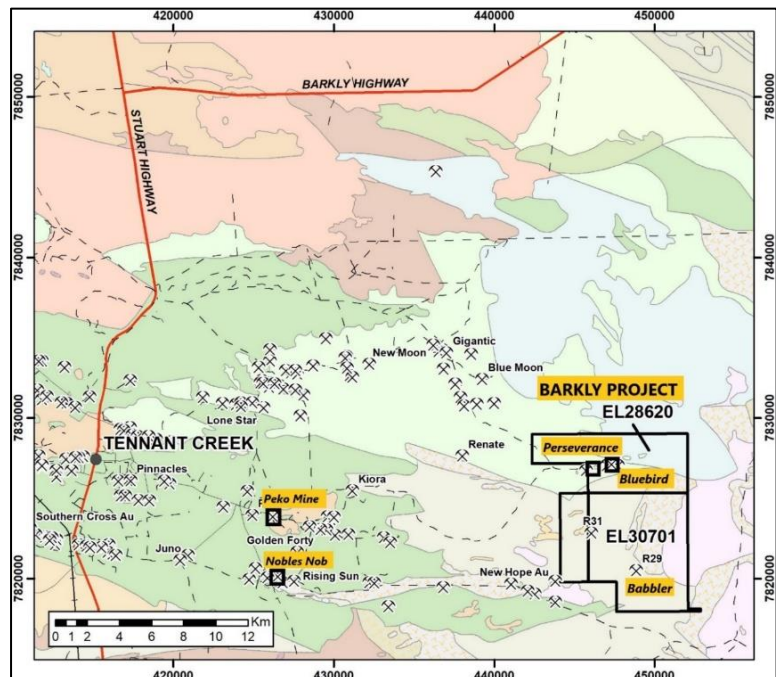 420000
430000
440000
450000
7850000
7840000
7830000
7820000
BARKLY HIGHWAY
STUART HIGHWAY
Gigantic
New Moon
Blue Moon
BARKLY PROJECT
EL28620
Lone Star
TENNANT CREEK
Renate
Perseverance
Bluebird
Pinnacles
Kiora
Peko Mine
Southern Cross Au
Golden Forty
R31
EL30701
Juno
R29
Nobles Nob
Rising Sun
New Hope Au
Babbler
Km
0 1 2 4 6 8 10 12
7850000
7840000
7830000
7820000
420000
430000
440000
450000